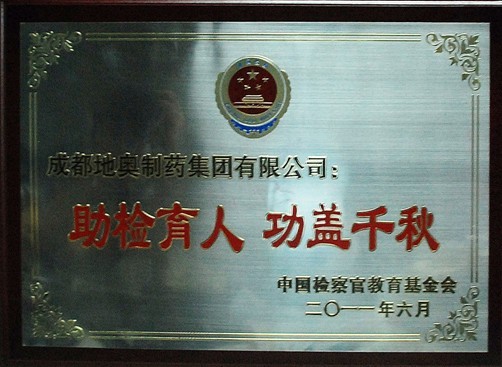 成都地奥制药集团有限公司：
助检育人 功盖千秋
中国检察官教育基金会
二〇一一年六月